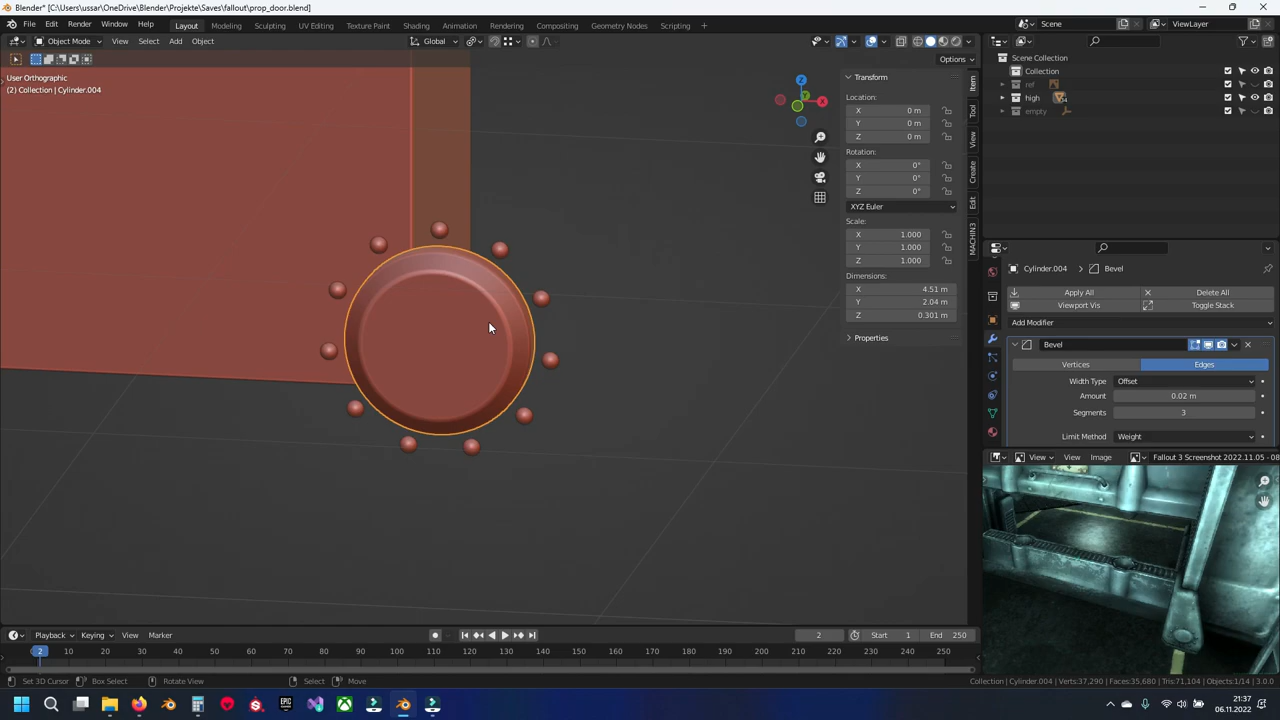 Blender* [C:\Users\ussar\OneDrive\Blender\Projekte\Saves\fallout\prop_door.blend]
File Edit Render Window Help Layout Modeling Sculpting UV Editing Texture Paint Shading Animation Rendering Compositing Geometry Nodes Scripting + Scene ViewLayer
Object Mode View Select Add Object Global
Options
User Orthographic
(2) Collection | Cylinder.004
Z
Y
X
Transform
Location:
X 0 m
Y 0 m
Z 0 m
Rotation:
X 0°
Y 0°
Z 0°
XYZ Euler
Scale:
X 1.000
Y 1.000
Z 1.000
Dimensions:
X 4.51 m
Y 2.04 m
Z 0.301 m
Properties
Item
Tool
View
Create
Edit
MACHIN3
Scene Collection
Collection
ref
high
empty
Cylinder.004 > Bevel
Apply All Delete All
Viewport Vis Toggle Stack
Add Modifier
Bevel
Vertices Edges
Width Type Offset
Amount 0.02 m
Segments 3
Limit Method Weight
View View Image Fallout 3 Screenshot 2022.11.05 - 08
Playback Keying View Marker 2 Start 1 End 250
2 10 20 30 40 50 60 70 80 90 100 110 120 130 140 150 160 170 180 190 200 210 220 230 240 250
Set 3D Cursor Box Select Rotate View Select Move Collection | Cylinder.004 | Verts:37,290 | Faces:35,680 | Tris:71,104 | Objects:1/14 | 3.0.0
21:37
06.11.2022